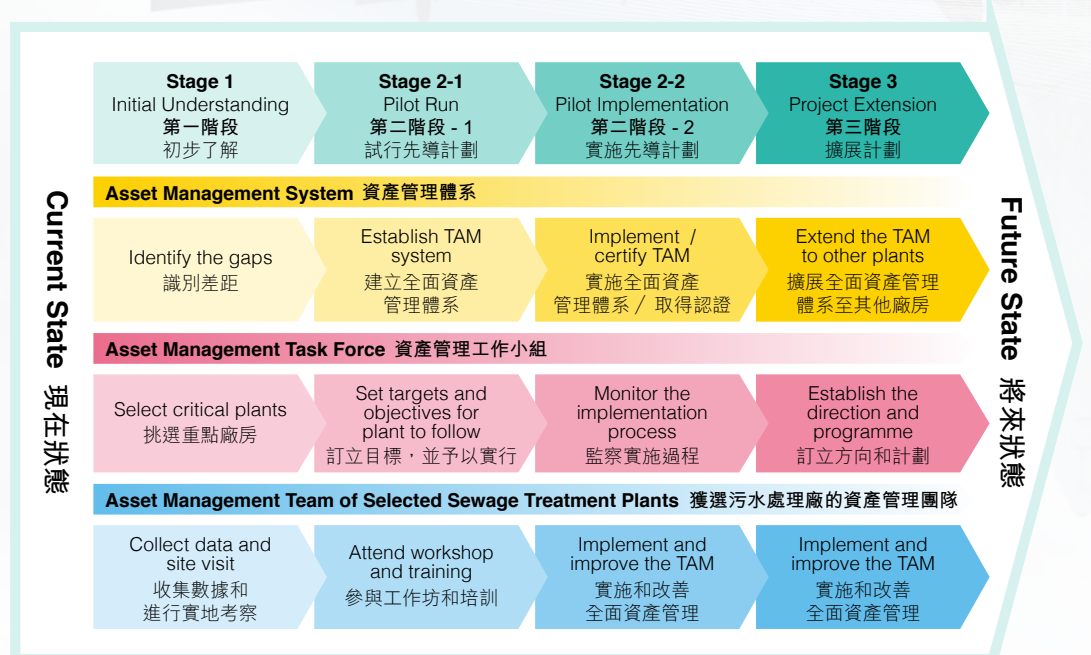 Current State 現在狀態
Stage 1
Initial Understanding
第一階段
初步了解
Stage 2-1
Pilot Run
第二階段 - 1
試行先導計劃
Stage 2-2
Pilot Implementation
第二階段 - 2
實施先導計劃
Stage 3
Project Extension
第三階段
擴展計劃
Asset Management System 資產管理體系
Identify the gaps
識別差距
Establish TAM
system
建立全面資產
管理體系
Implement /
certify TAM
實施全面資產
管理體系 / 取得認證
Extend the TAM
to other plants
擴展全面資產管理
體系至其他廠房
Asset Management Task Force 資產管理工作小組
Select critical plants
挑選重點廠房
Set targets and
objectives for
plant to follow
訂立目標，並予以實行
Monitor the
implementation
process
監察實施過程
Establish the
direction and
programme
訂立方向和計劃
Asset Management Team of Selected Sewage Treatment Plants 獲選污水處理廠的資產管理團隊
Collect data and
site visit
收集數據和
進行實地考察
Attend workshop
and training
參與工作坊和培訓
Implement and
improve the TAM
實施和改善
全面資產管理
Implement and
improve the TAM
實施和改善
全面資產管理
Future State 將來狀態